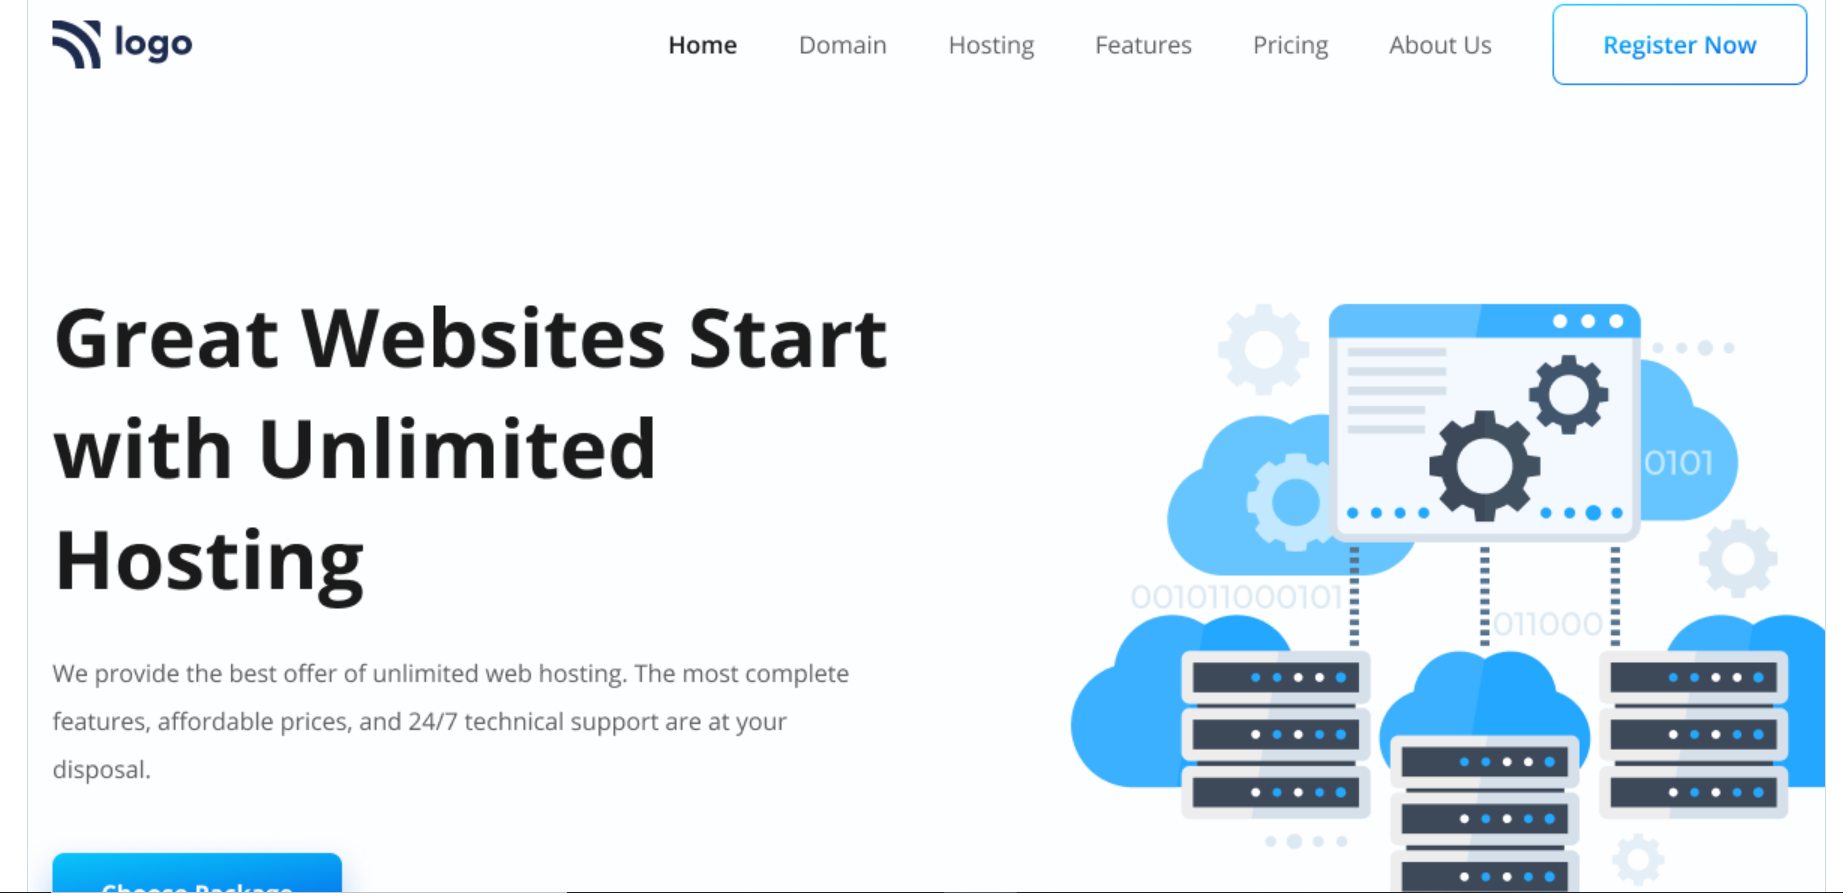 logo
Home
Domain
Hosting
Features
Pricing
About Us
Register Now
Great Websites Start
with Unlimited
Hosting
We provide the best offer of unlimited web hosting. The most complete
features, affordable prices, and 24/7 technical support are at your
disposal.
Choose Package
0101
001011000101
011000